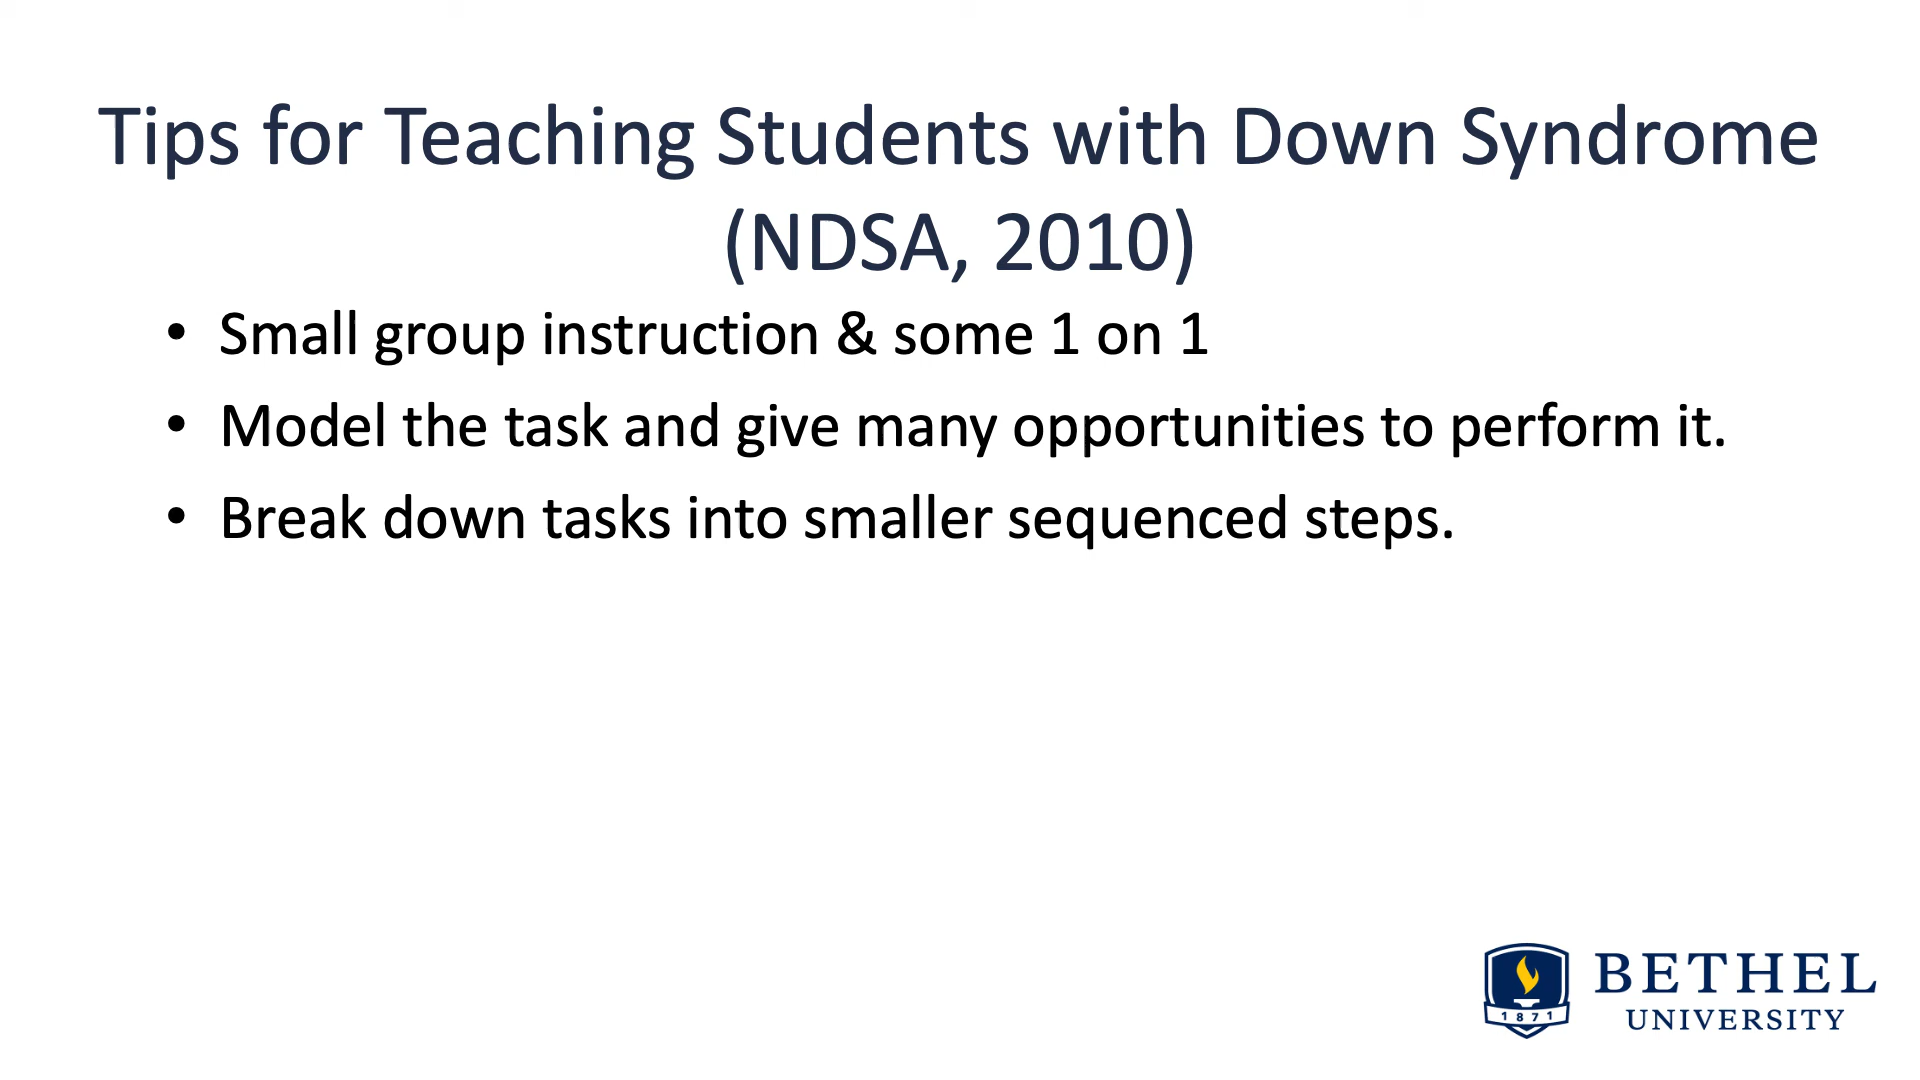 Tips for Teaching Students with Down Syndrome
(NDSA, 2010)
• Small group instruction & some 1 on 1
• Model the task and give many opportunities to perform it.
• Break down tasks into smaller sequenced steps.
1871
BETHEL
UNIVERSITY